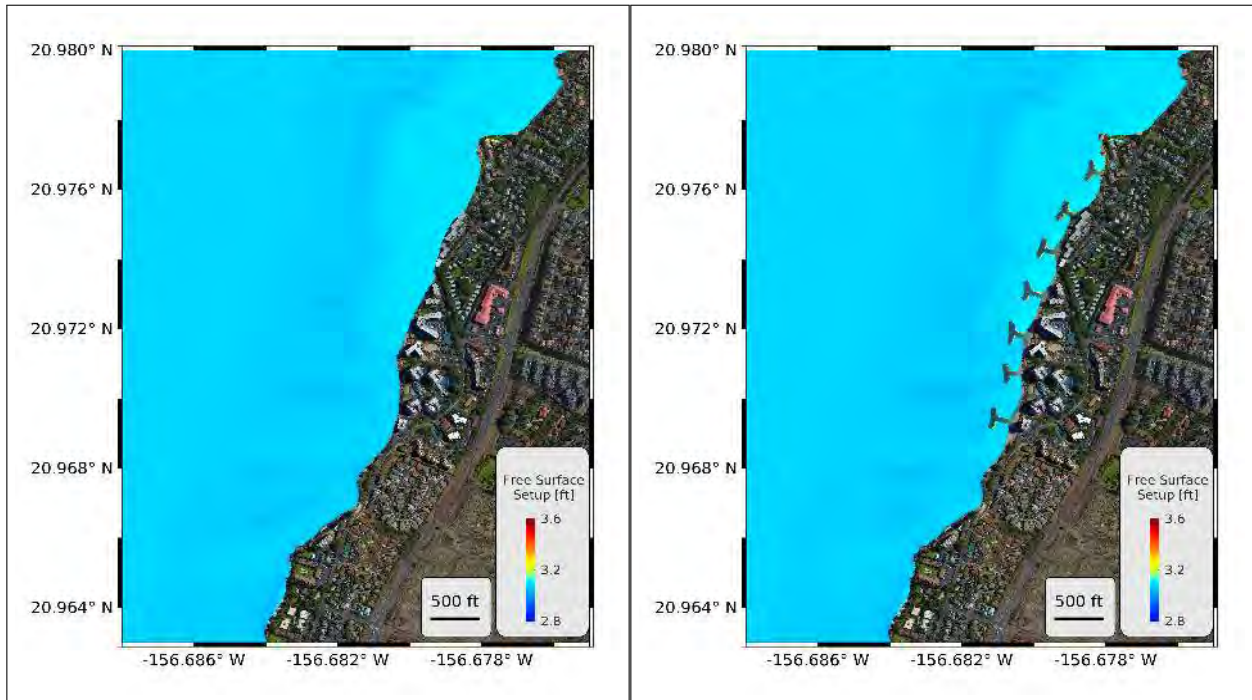 20.980° N
20.976° N
20.972° N
20.968° N
20.964° N
-156.686° W
-156.682° W
-156.678° W
Free Surface
Setup [ft]
3.6
3.2
2.8
500 ft
20.980° N
20.976° N
20.972° N
20.968° N
20.964° N
-156.686° W
-156.682° W
-156.678° W
Free Surface
Setup [ft]
3.6
3.2
2.8
500 ft